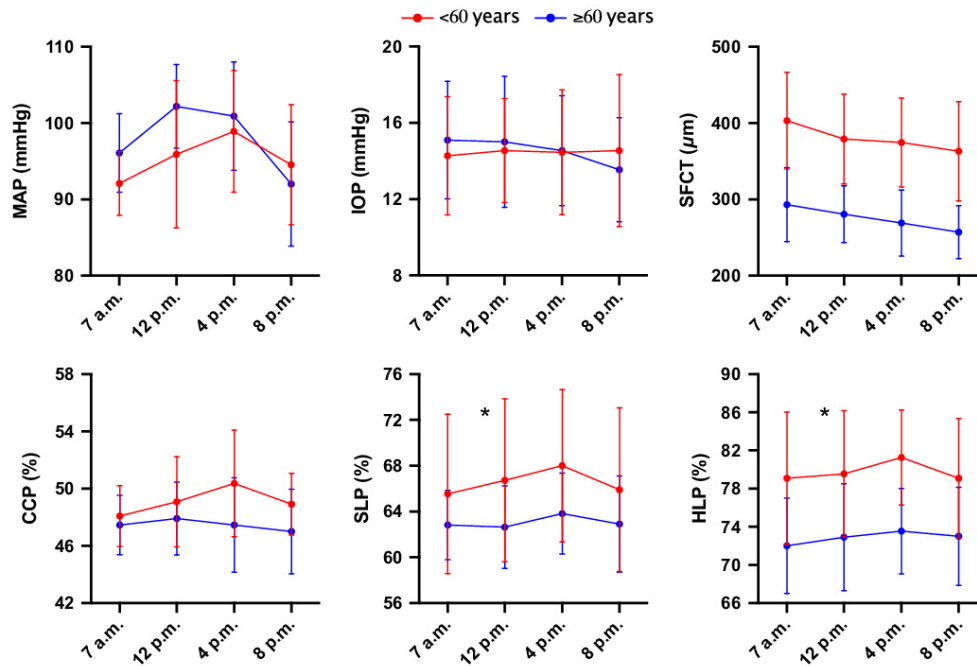 <60 years ≥60 years
MAP (mmHg)
110
100
90
80
7 a.m. 12 p.m. 4 p.m. 8 p.m.
IOP (mmHg)
20
16
12
8
7 a.m. 12 p.m. 4 p.m. 8 p.m.
SFCT (μm)
500
400
300
200
7 a.m. 12 p.m. 4 p.m. 8 p.m.
CCP (%)
58
54
50
46
42
7 a.m. 12 p.m. 4 p.m. 8 p.m.
SLP (%)
76
72
68
64
60
56
*
7 a.m. 12 p.m. 4 p.m. 8 p.m.
HLP (%)
90
86
82
78
74
70
66
*
7 a.m. 12 p.m. 4 p.m. 8 p.m.